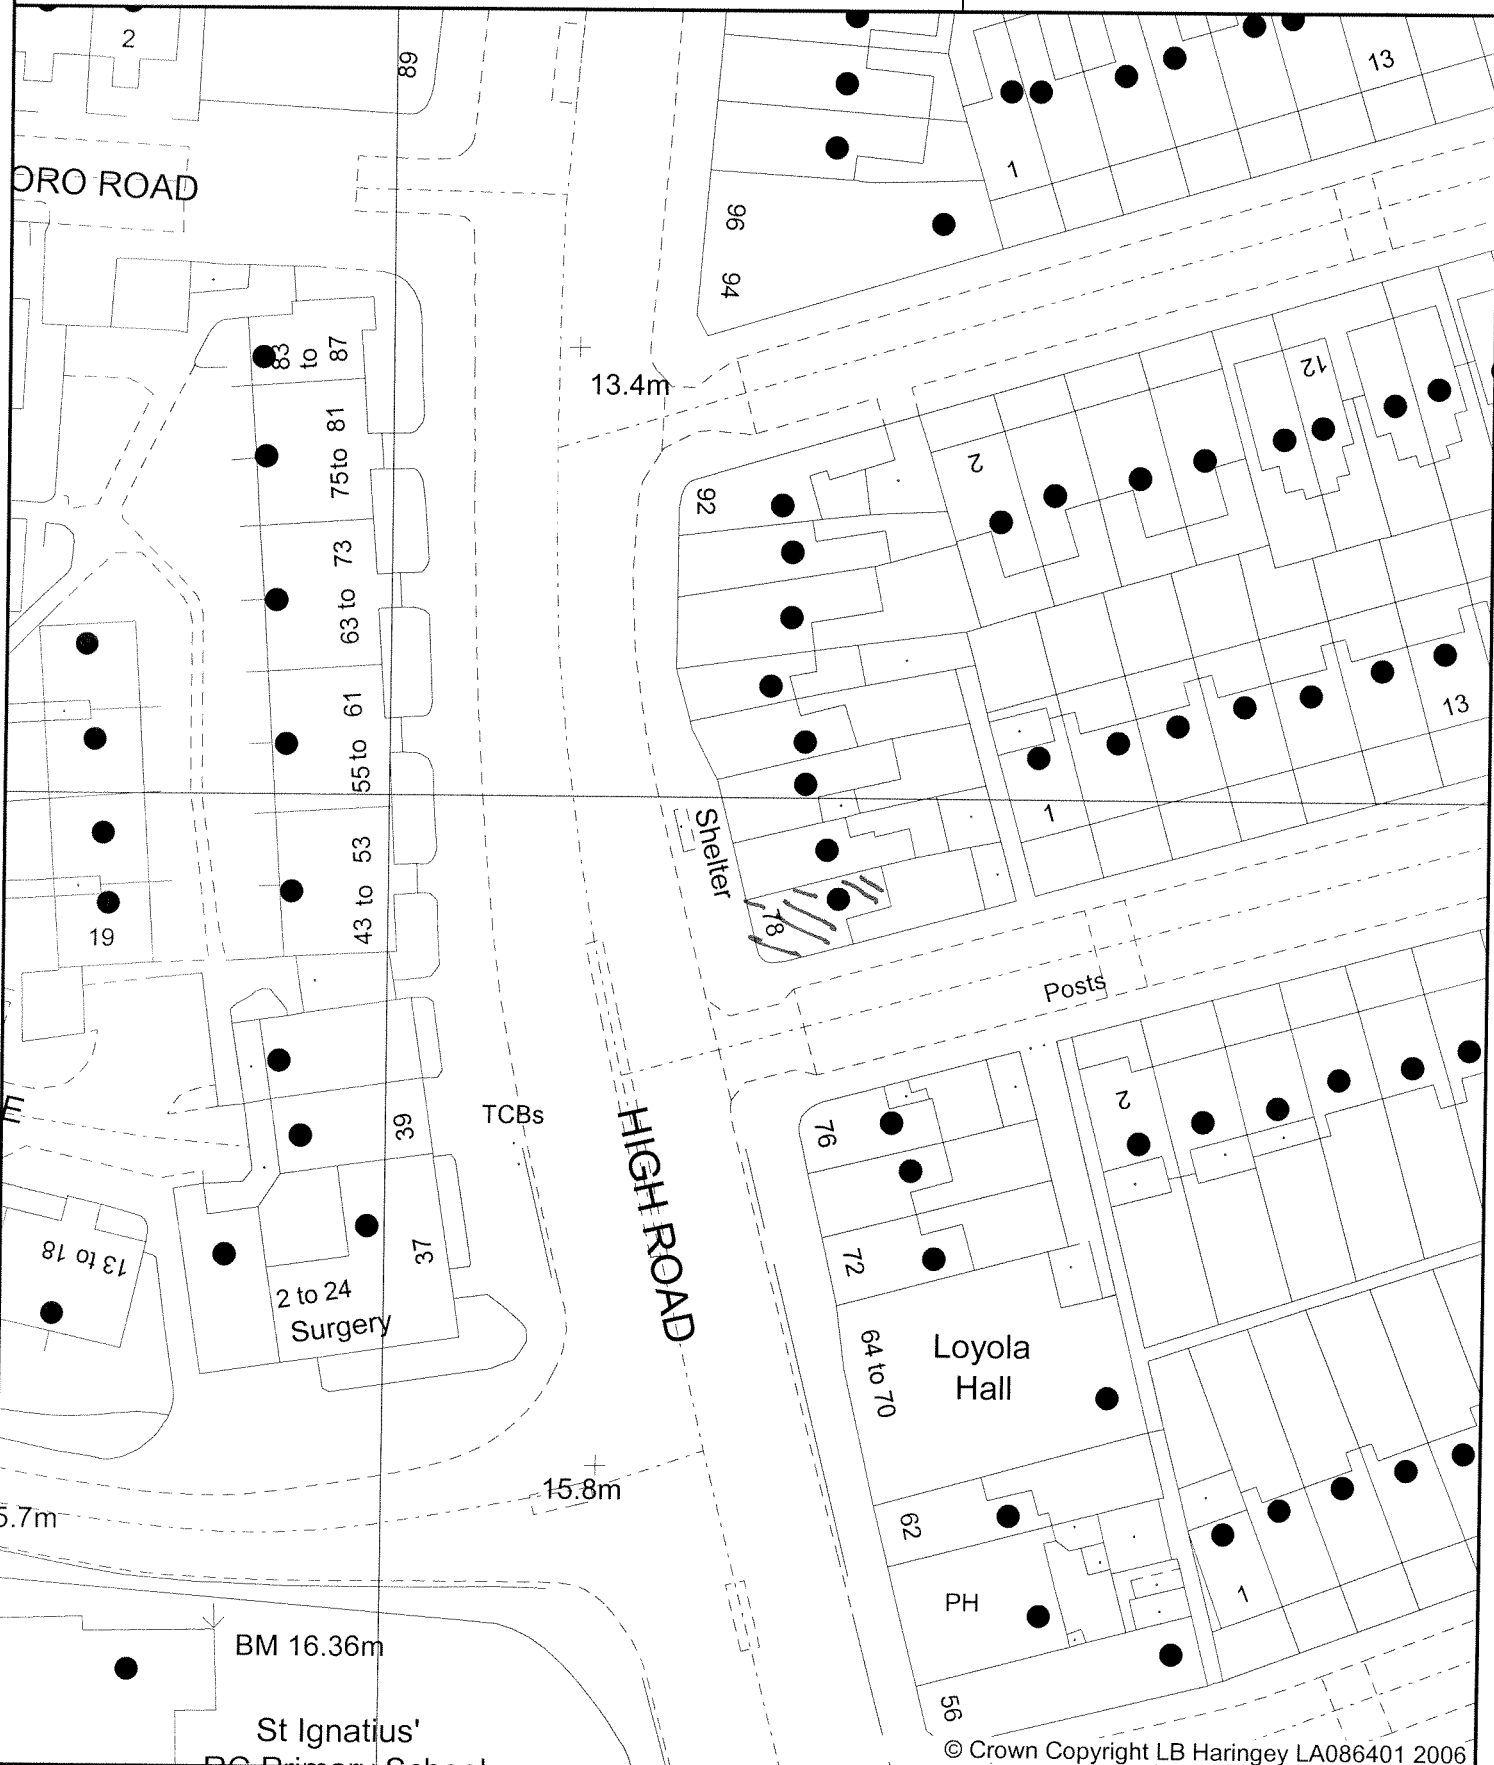 2
89
13
1
ORO ROAD
96
94
83
to
87
13.4m
12
75to 81
2
92
63 to 73
55 to 61
13
1
Shelter
43 to 53
78
19
Posts
E
39
TCBs
76
2
HIGH ROAD
13 to 18
37
72
2 to 24
Surgery
64 to 70
Loyola
Hall
15.8m
5.7m
62
1
PH
BM 16.36m
56
St Ignatius'
RC Primary School
© Crown Copyright LB Haringey LA086401 2006